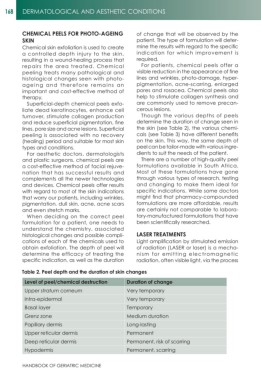 168 DERMATOLOGICAL AND AESTHETIC CONDITIONS
CHEMICAL PEELS FOR PHOTO-AGEING
SKIN
Chemical skin exfoliation is used to create
a controlled depth injury to the skin,
resulting in a wound-healing process that
repairs the area treated. Chemical
peeling treats many pathological and
histological changes seen with photo-
ageing and therefore remains an
important and cost-effective method of
therapy.
Superficial-depth chemical peels exfo-
liate dead keratinocytes, enhance cell
turnover, stimulate collagen production
and reduce superficial pigmentation, fine
lines, pore size and acne lesions. Superficial
peeling is associated with no recovery
(healing) period and suitable for most skin
types and conditions.
For aesthetic doctors, dermatologists
and plastic surgeons, chemical peels are
a cost-effective method of facial rejuve-
nation that has successful results and
complements all the newer technologies
and devices. Chemical peels offer results
with regard to most of the skin indications
that worry our patients, including wrinkles,
pigmentation, dull skin, acne, acne scars
and even stretch marks.
When deciding on the correct peel
formulation for a patient, one needs to
understand the chemistry, associated
histological changes and possible compli-
cations of each of the chemicals used to
obtain exfoliation. The depth of peel will
determine the efficacy of treating the
specific indication, as well as the duration
of change that will be observed by the
patient. The type of formulation will deter-
mine the results with regard to the specific
indication for which improvement is
required.
For patients, chemical peels offer a
visible reduction in the appearance of fine
lines and wrinkles, photo-damage, hyper-
pigmentation, acne-scarring, enlarged
pores and rosacea. Chemical peels also
help to stimulate collagen synthesis and
are commonly used to remove precan-
cerous lesions.
Though the various depths of peels
determine the duration of change seen in
the skin (see Table 2), the various chemi-
cals (see Table 3) have different benefits
on the skin. This way, the same depth of
peel can be tailor-made with various ingre-
dients to suit the needs of the patient.
There are a number of high-quality peel
formulations available in South Africa.
Most of these formulations have gone
through various types of research, testing
and changing to make them ideal for
specific indications. While some doctors
might find that pharmacy-compounded
formulations are more affordable, results
are certainly not comparable to labora-
tory-manufactured formulations that have
been scientifically researched.
LASER TREATMENTS
Light amplification by stimulated emission
of radiation (LASER or laser) is a mecha-
nism for emitting electromagnetic
radiation, often visible light, via the process
Table 2. Peel depth and the duration of skin changes
Level of peel/chemical destruction Duration of change
Upper stratum corneum Very temporary
Intra-epidermal Very temporary
Basal layer Temporary
Grenz zone Medium duration
Papillary dermis Long-lasting
Upper reticular dermis Permanent
Deep reticular dermis Permanent, risk of scarring
Hypodermis Permanent, scarring
HANDBOOK OF GERIATRIC MEDICINE